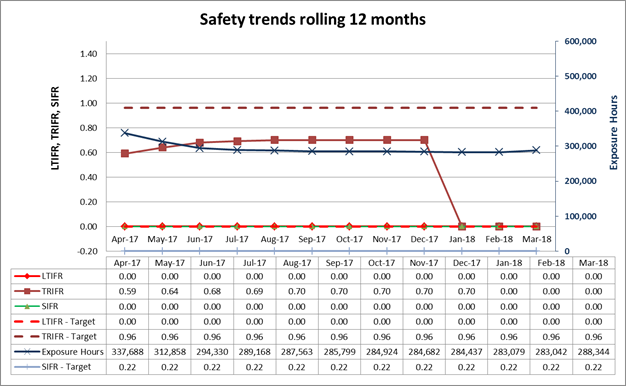 Safety trends rolling 12 months
LTIFR, TRIFR, SIFR
1.40
1.20
1.00
0.80
0.60
0.40
0.20
0.00
-0.20
600,000
500,000
400,000
300,000
200,000
100,000
0
Exposure Hours
Apr-17 May-17 Jun-17 Jul-17 Aug-17 Sep-17 Oct-17 Nov-17 Dec-17 Jan-18 Feb-18 Mar-18
Apr-17 May-17 Jun-17 Jul-17 Aug-17 Sep-17 Oct-17 Nov-17 Dec-17 Jan-18 Feb-18 Mar-18
LTIFR 0.00 0.00 0.00 0.00 0.00 0.00 0.00 0.00 0.00 0.00 0.00 0.00
TRIFR 0.59 0.64 0.68 0.69 0.70 0.70 0.70 0.70 0.70 0.00 0.00 0.00
SIFR 0.00 0.00 0.00 0.00 0.00 0.00 0.00 0.00 0.00 0.00 0.00 0.00
LTIFR - Target 0.00 0.00 0.00 0.00 0.00 0.00 0.00 0.00 0.00 0.00 0.00 0.00
TRIFR - Target 0.96 0.96 0.96 0.96 0.96 0.96 0.96 0.96 0.96 0.96 0.96 0.96
Exposure Hours 337,688 312,858 294,330 289,168 287,563 285,799 284,924 284,682 284,437 283,079 283,042 288,344
SIFR - Target 0.22 0.22 0.22 0.22 0.22 0.22 0.22 0.22 0.22 0.22 0.22 0.22